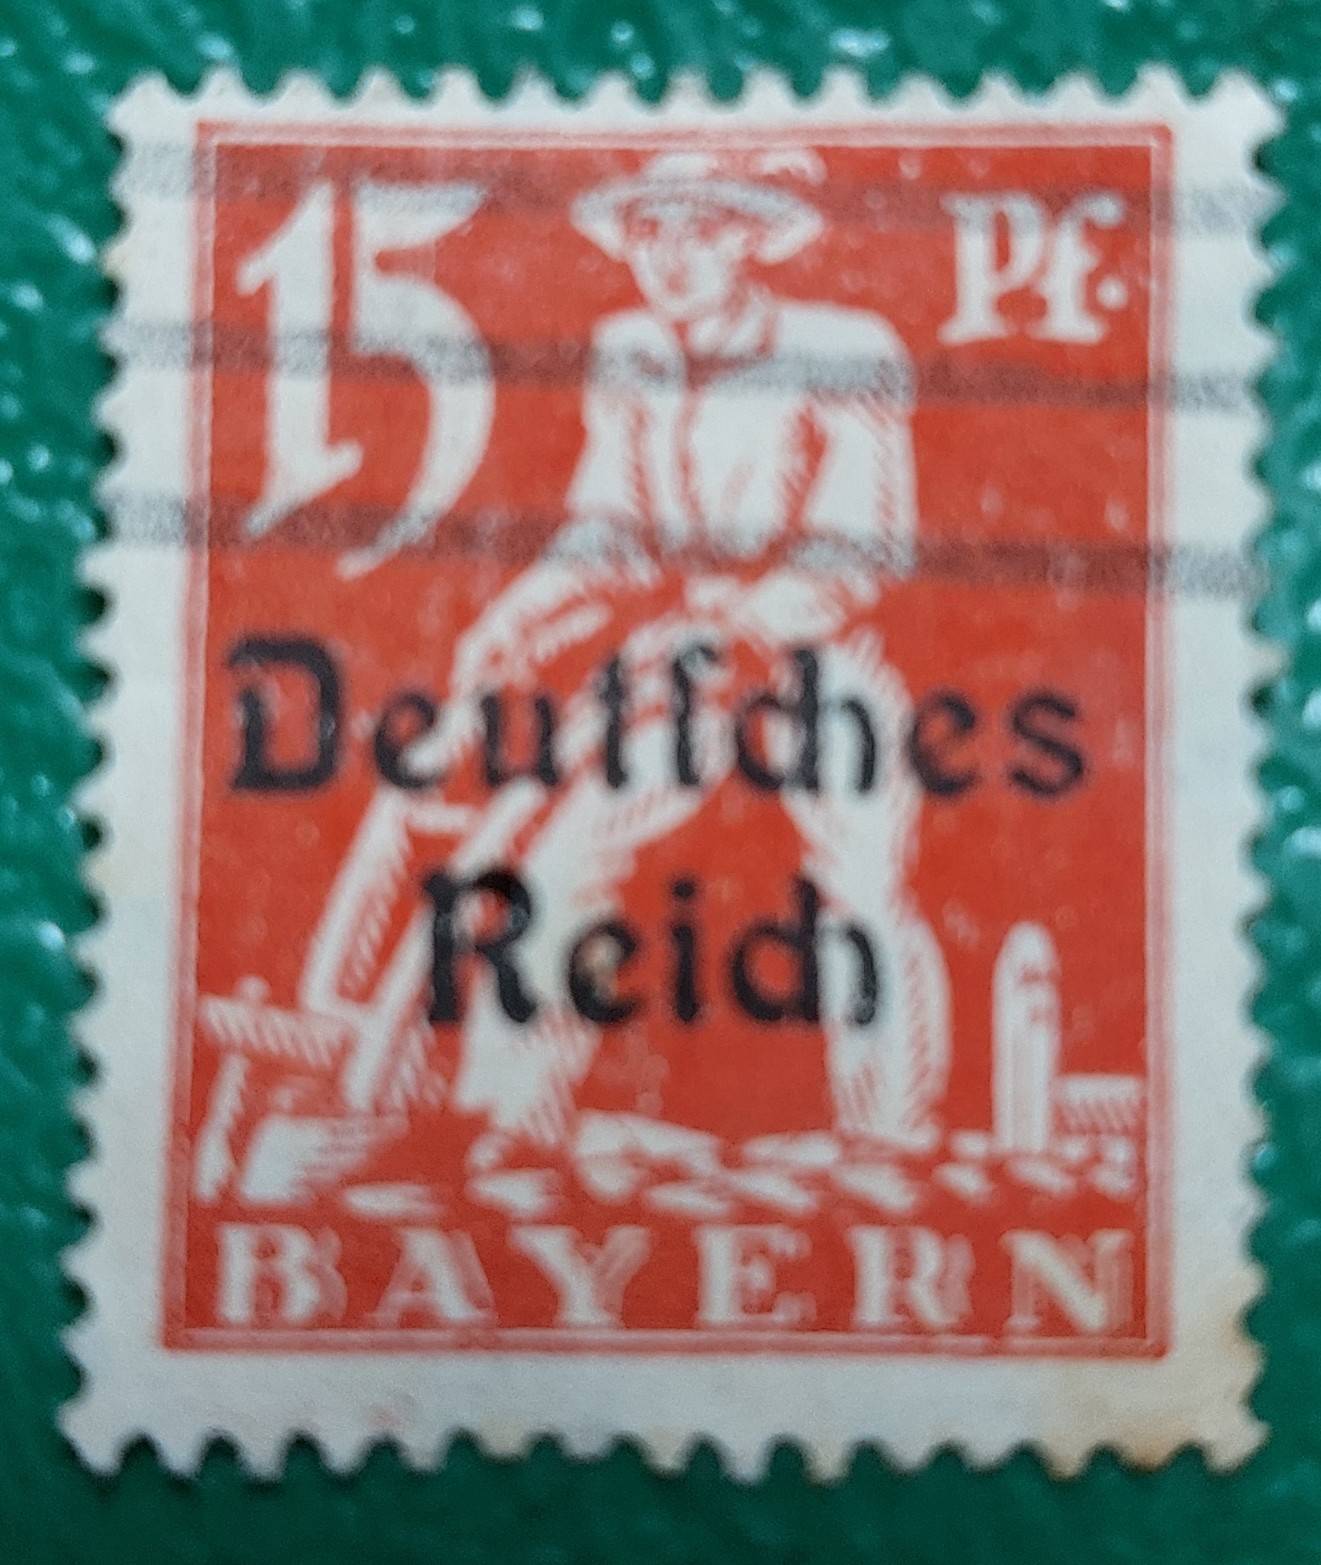 15 Pf.
Deutſches
Reich
BAYERN